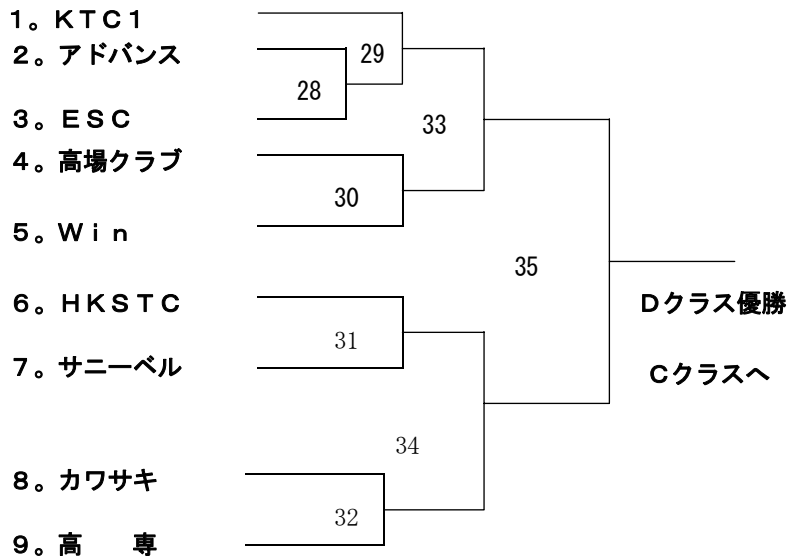 1。KTC1
2。アドバンス
29
28
3。ESC
33
4。高場クラブ
30
5。Win
35
6。HKSTC
Dクラス優勝
31
7。サニーベル
Cクラスへ
34
8。カワサキ
32
9。高　専